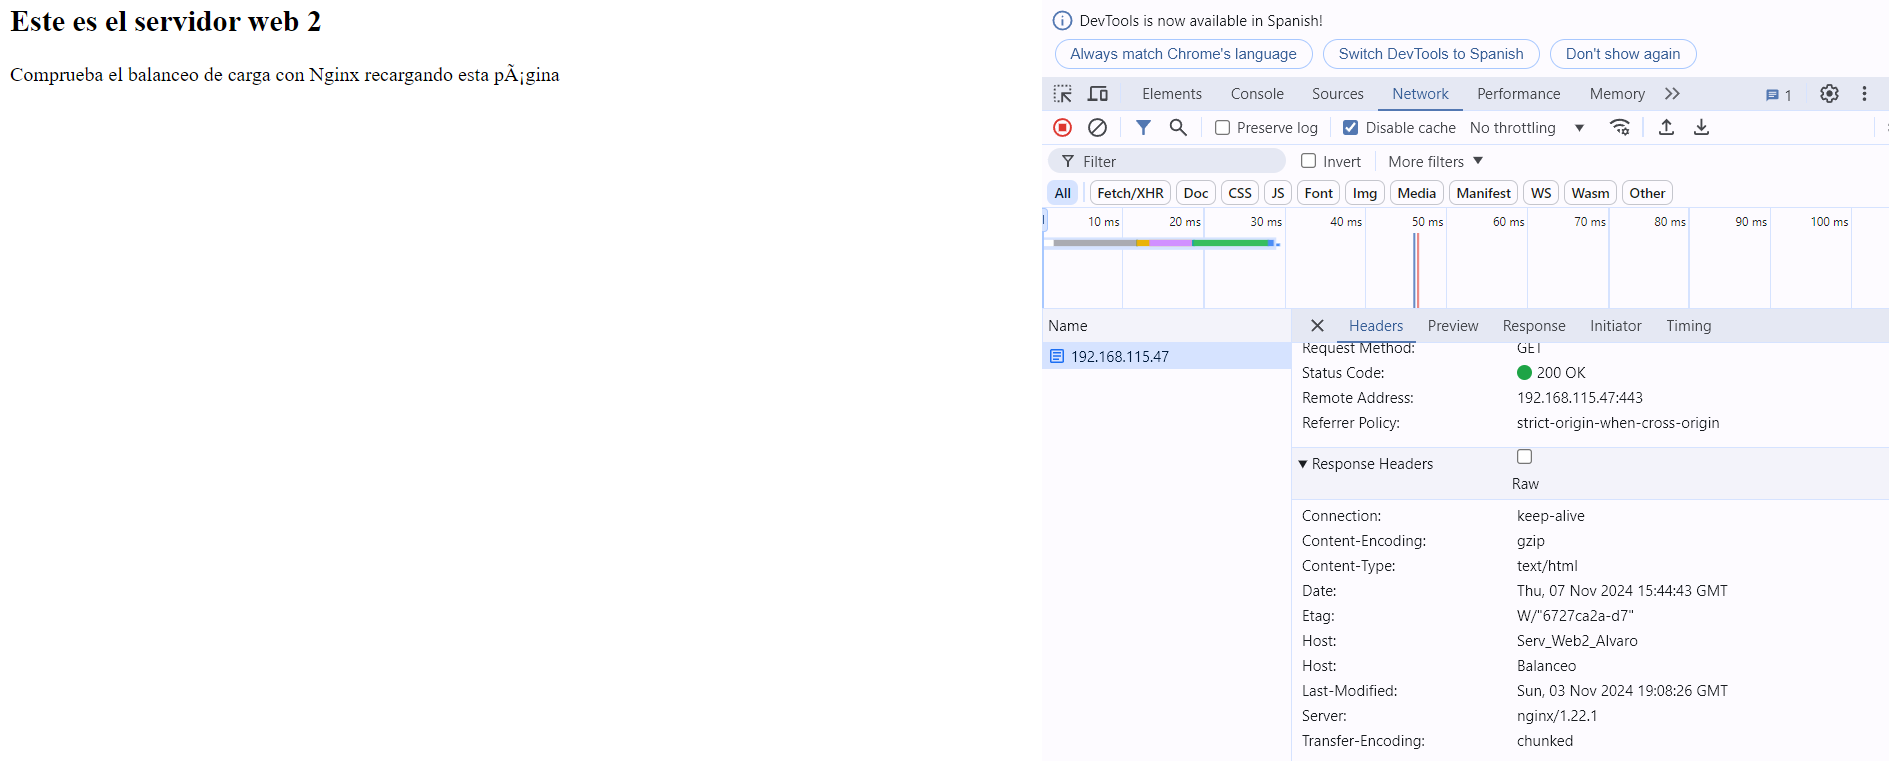 Este es el servidor web 2
Comprueba el balanceo de carga con Nginx recargando esta pÃ¡gina
DevTools is now available in Spanish!
Always match Chrome's language
Switch DevTools to Spanish
Don't show again
Elements Console Sources Network Performance Memory 1
Preserve log Disable cache No throttling
Filter Invert More filters
All Fetch/XHR Doc CSS JS Font Img Media Manifest WS Wasm Other
10 ms 20 ms 30 ms 40 ms 50 ms 60 ms 70 ms 80 ms 90 ms 100 ms
Name
192.168.115.47
Headers Preview Response Initiator Timing
Request Method: GET
Status Code: 200 OK
Remote Address: 192.168.115.47:443
Referrer Policy: strict-origin-when-cross-origin
Response Headers
Raw
Connection: keep-alive
Content-Encoding: gzip
Content-Type: text/html
Date: Thu, 07 Nov 2024 15:44:43 GMT
Etag: W/"6727ca2a-d7"
Host: Serv_Web2_Alvaro
Host: Balanceo
Last-Modified: Sun, 03 Nov 2024 19:08:26 GMT
Server: nginx/1.22.1
Transfer-Encoding: chunked